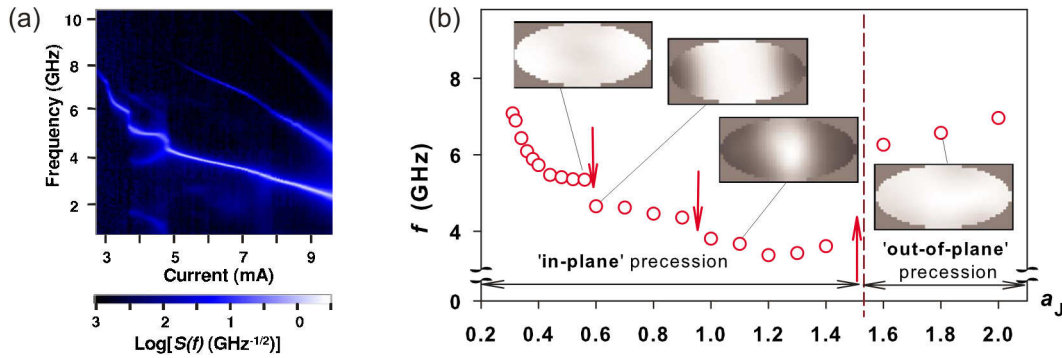 (a)
10
8
6
4
2
Frequency (GHz)
3 5 7 9
Current (mA)
3 2 1 0
Log[S(f) (GHz⁻¹/²)]
(b)
8
6
4
0
f (GHz)
'in-plane' precession
'out-of-plane'
precession
a_J
0.2 0.4 0.6 0.8 1.0 1.2 1.4 1.6 1.8 2.0